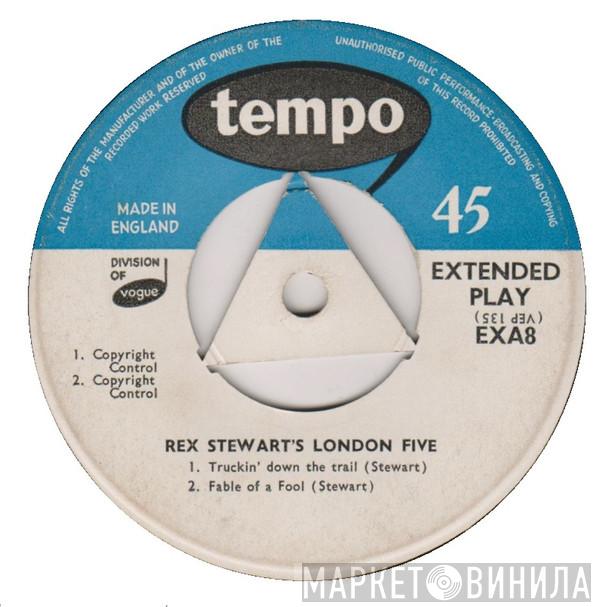 ALL RIGHTS OF THE MANUFACTURER AND OF THE OWNER OF THE
RECORDED WORK RESERVED
UNAUTHORISED PUBLIC PERFORMANCE·BROADCASTING AND COPYING
OF THIS RECORD PROHIBITED
tempo
MADE IN
ENGLAND
45
DIVISION
OF
vogue
EXTENDED
PLAY
(VEP 135)
EXA8
1. Copyright
Control
2. Copyright
Control
REX STEWART'S LONDON FIVE
1. Truckin' down the trail (Stewart)
2. Fable of a Fool (Stewart)
МАРКЕТ ВИНИЛА